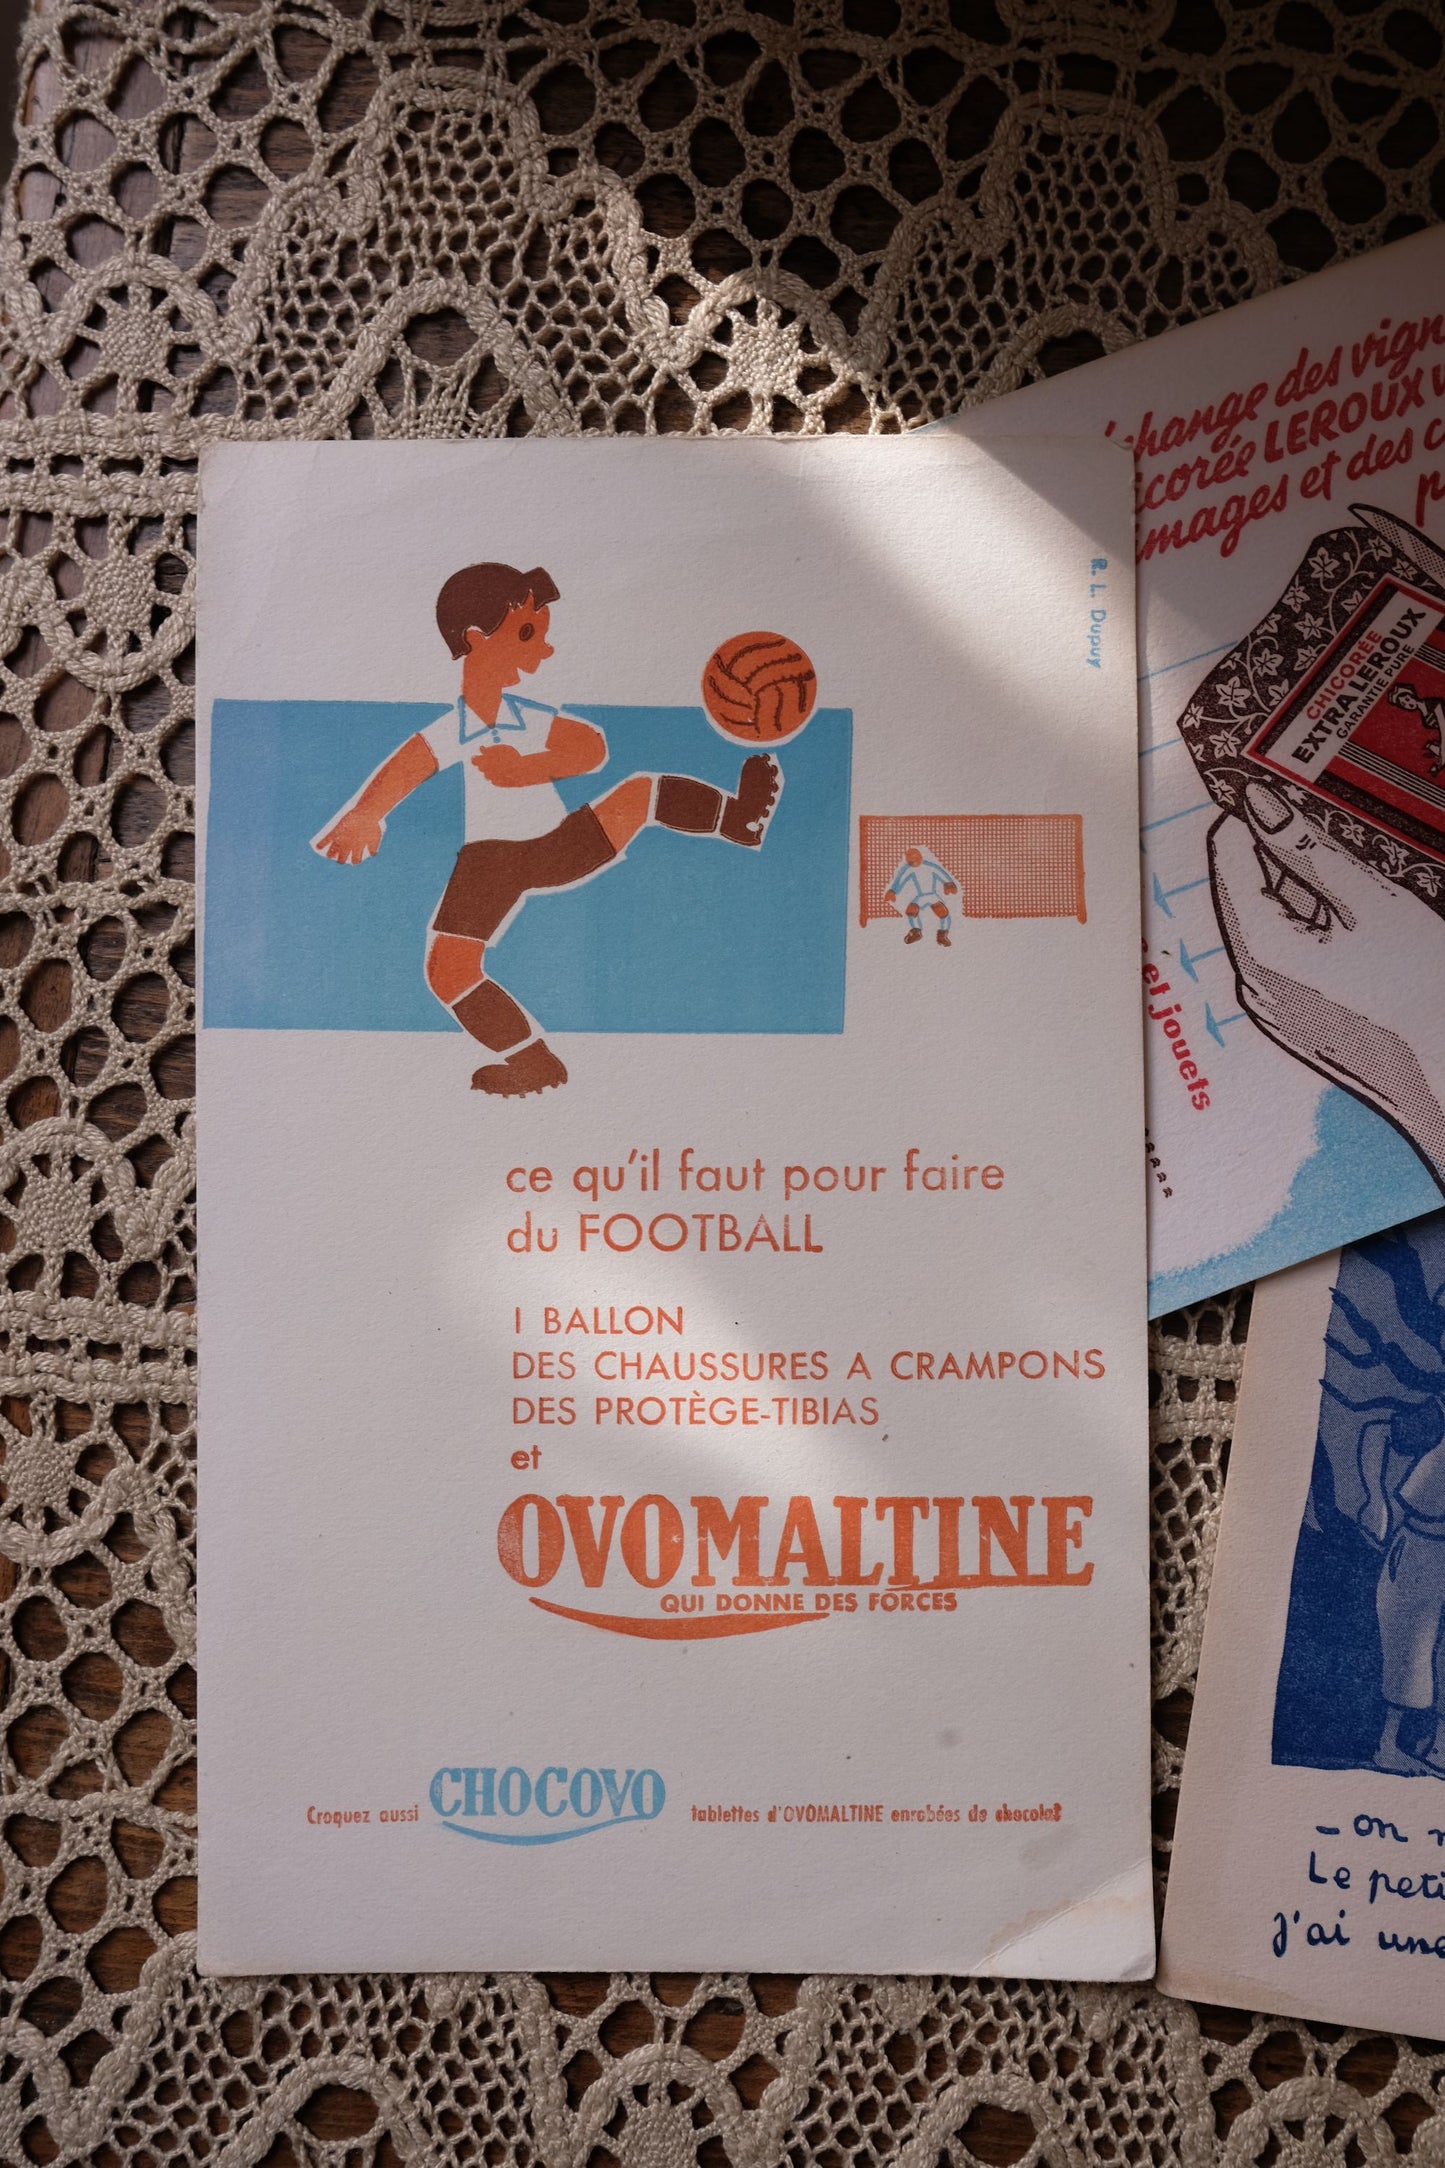 R. L. Dupuy
ce qu'il faut pour faire
du FOOTBALL
1 BALLON
DES CHAUSSURES A CRAMPONS
DES PROTÈGE-TIBIAS
et
OVOMALTINE
QUI DONNE DES FORCES
Croquez aussi CHOCOVO tablettes d'OVOMALTINE enrobées de chocolat
des
LEROUX
images et des
CHICORÉE
EXTRA LEROUX
GARANTIE PURE
et jouets
- on
Le
J'ai une